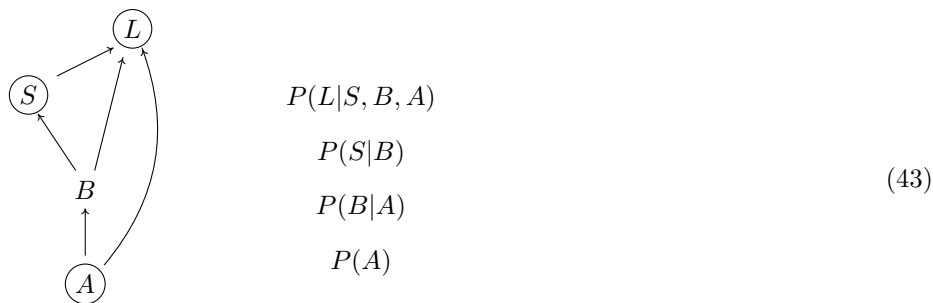 L
S
P(L|S, B, A)
P(S|B)
(43)
B
P(B|A)
P(A)
A